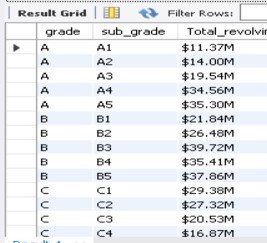 Result Grid Filter Rows:
grade sub_grade Total_revolvi
A A1 $11.37M
A A2 $14.00M
A A3 $19.54M
A A4 $34.56M
A A5 $35.30M
B B1 $21.84M
B B2 $26.48M
B B3 $39.72M
B B4 $35.41M
B B5 $37.86M
C C1 $29.38M
C C2 $27.32M
C C3 $20.53M
C C4 $16.87M